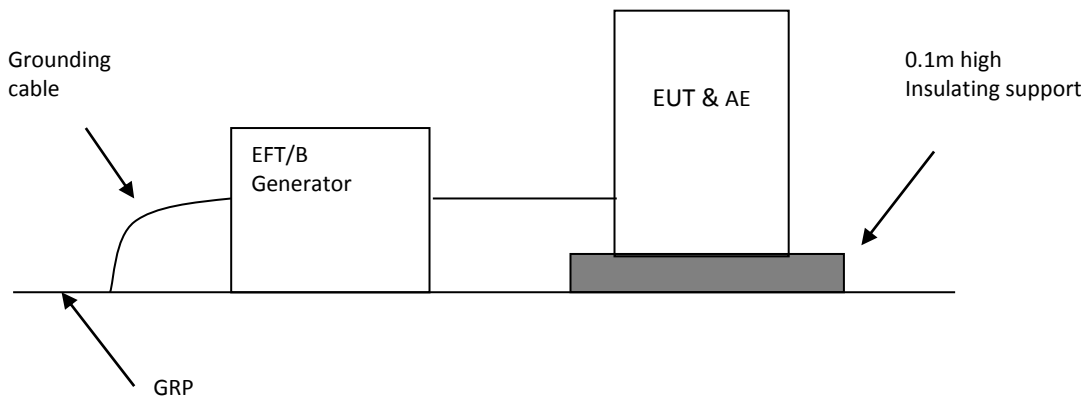 Grounding
cable
EFT/B
Generator
EUT & AE
0.1m high
Insulating support
GRP